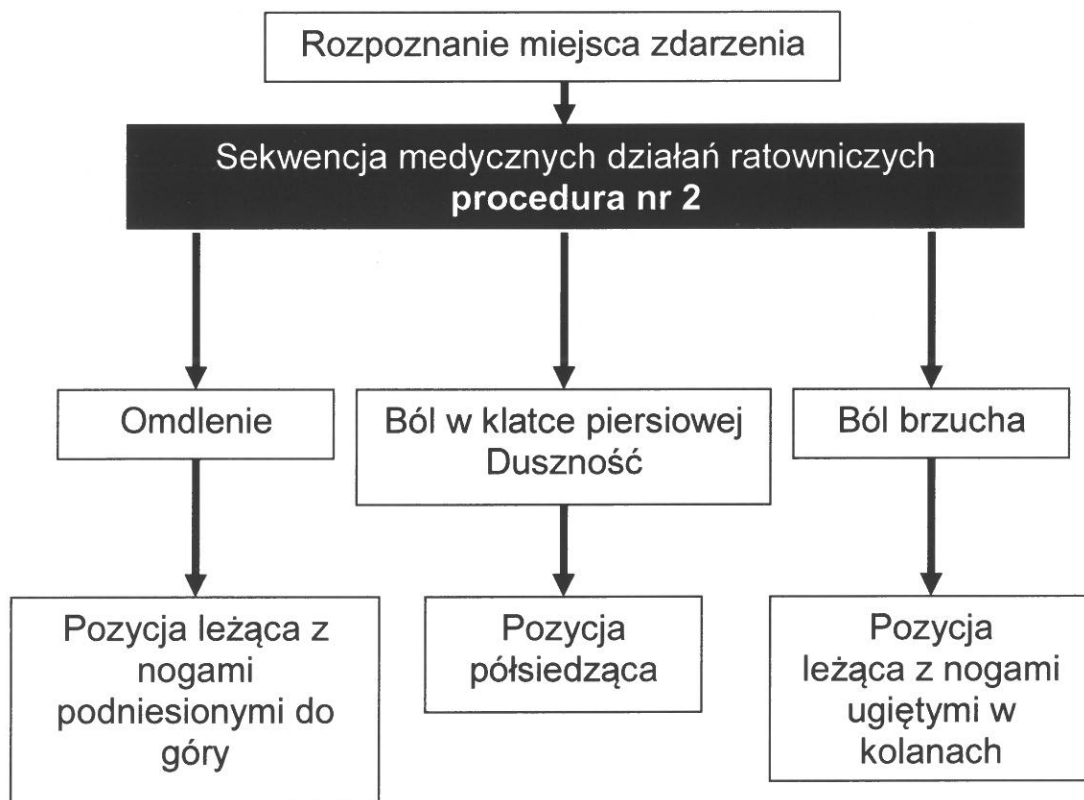 Rozpoznanie miejsca zdarzenia
Sekwencja medycznych działań ratowniczych
procedura nr 2
Omdlenie
Ból w klatce piersiowej
Duszność
Ból brzucha
Pozycja leżąca z
nogami
podniesionymi do
góry
Pozycja
półsiedząca
Pozycja
leżąca z nogami
ugiętymi w
kolanach